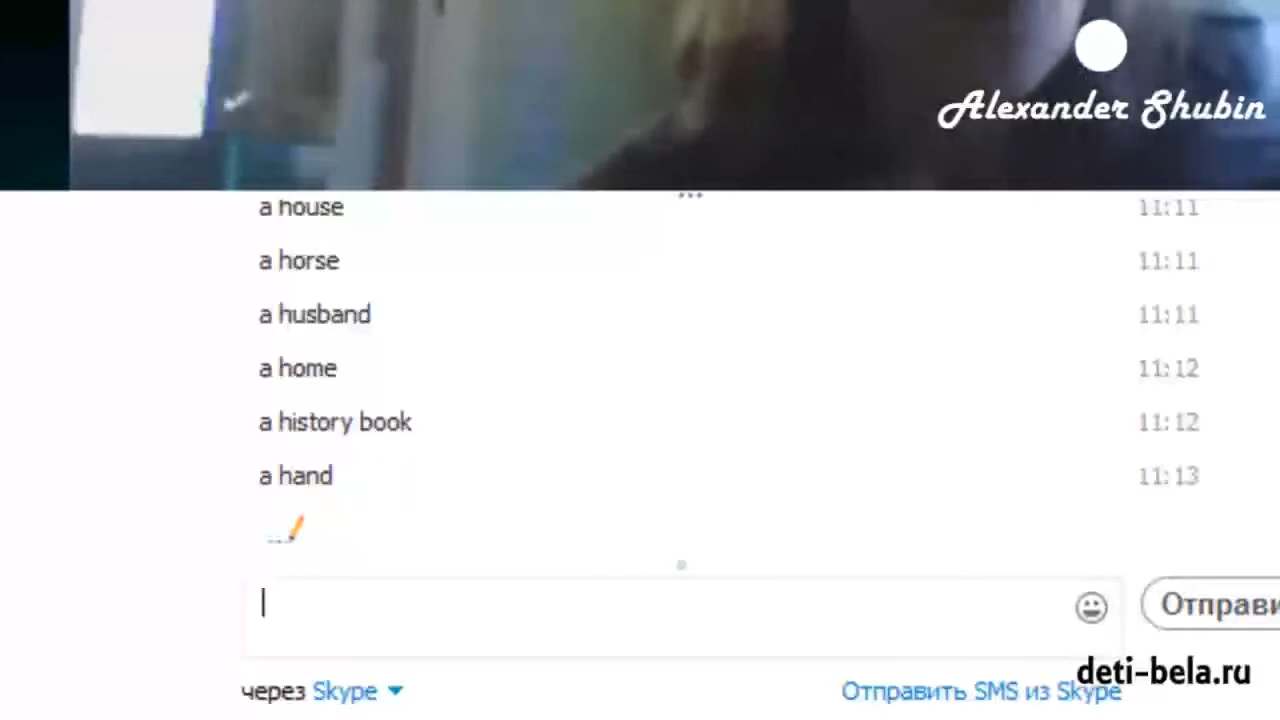 Alexander Shubin
a house 11:11
a horse 11:11
a husband 11:11
a home 11:12
a history book 11:12
a hand 11:13
Отправи
deti-bela.ru
через Skype Отправить SMS из Skype